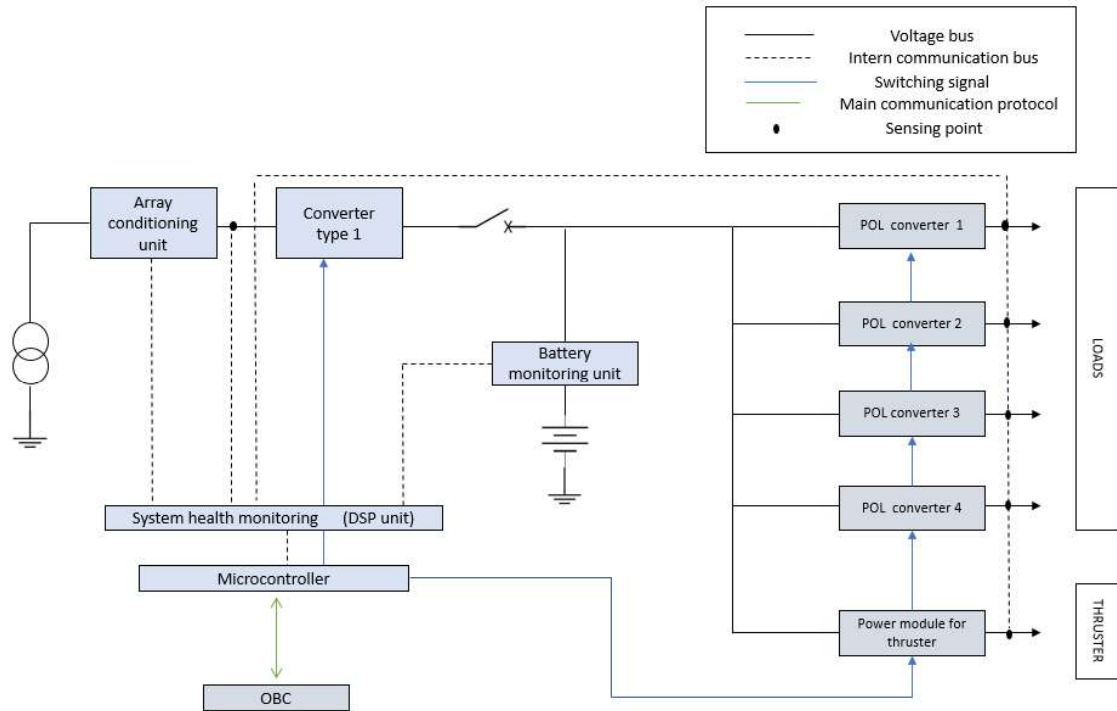 Voltage bus
Intern communication bus
Switching signal
Main communication protocol
Sensing point
Array
conditioning
unit
Converter
type 1
POL converter 1
POL converter 2
Battery
monitoring unit
POL converter 3
LOADS
POL converter 4
System health monitoring (DSP unit)
Microcontroller
Power module for
thruster
THRUSTER
OBC